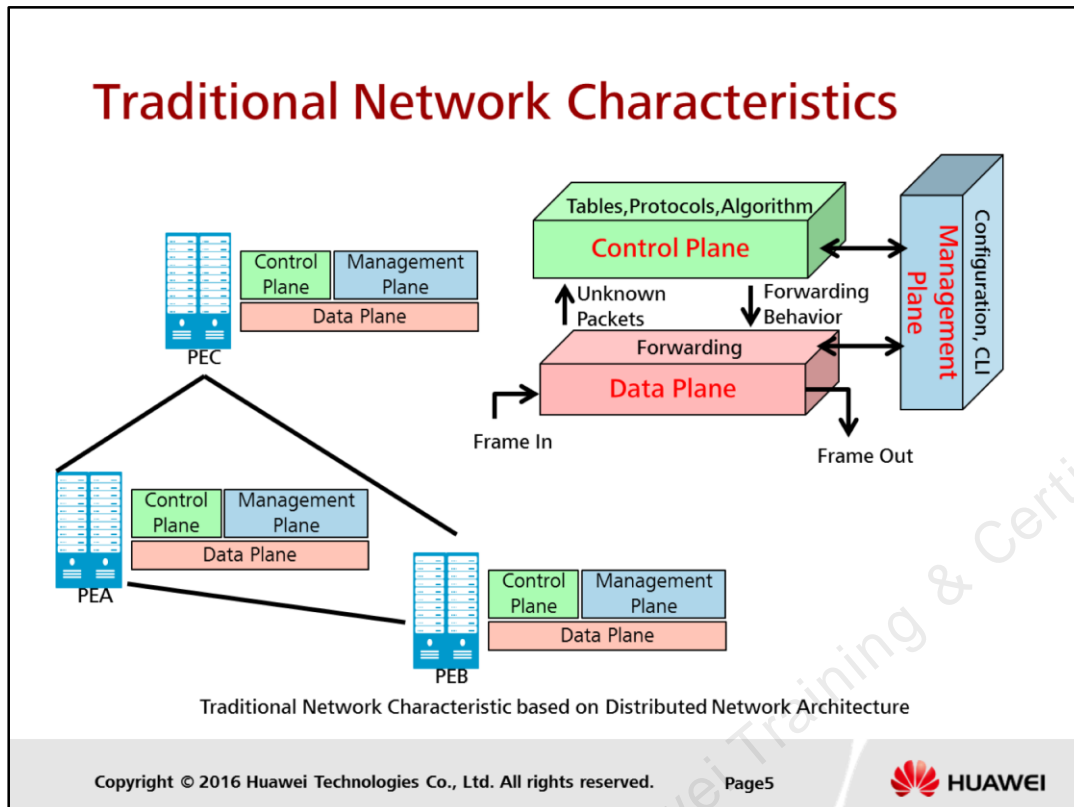 Traditional Network Characteristics
Tables,Protocols,Algorithm
Control Plane
Management
Plane
Configuration, CLI
Unknown
Packets
Forwarding
Behavior
Forwarding
Data Plane
Frame In
Frame Out
Control
Plane
Management
Plane
Data Plane
PEC
Control
Plane
Management
Plane
Data Plane
PEA
Control
Plane
Management
Plane
Data Plane
PEB
Traditional Network Characteristic based on Distributed Network Architecture
Training & Certi
Copyright © 2016 Huawei Technologies Co., Ltd. All rights reserved.
Page5
HUAWEI